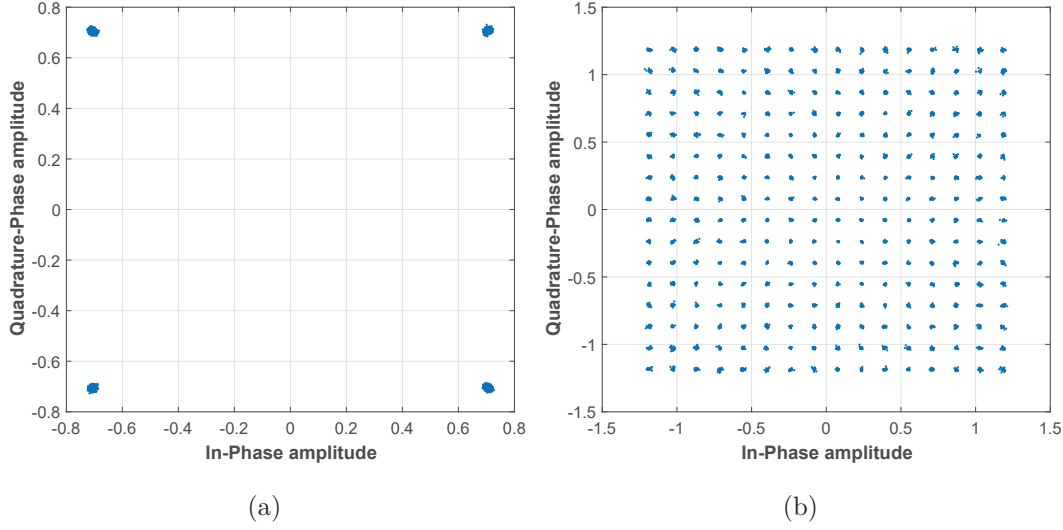 0.8
0.6
0.4
0.2
0
-0.2
-0.4
-0.6
-0.8
-0.8 -0.6 -0.4 -0.2 0 0.2 0.4 0.6 0.8
Quadrature-Phase amplitude
In-Phase amplitude
(a)
1.5
1
0.5
0
-0.5
-1
-1.5
-1.5 -1 -0.5 0 0.5 1 1.5
Quadrature-Phase amplitude
In-Phase amplitude
(b)